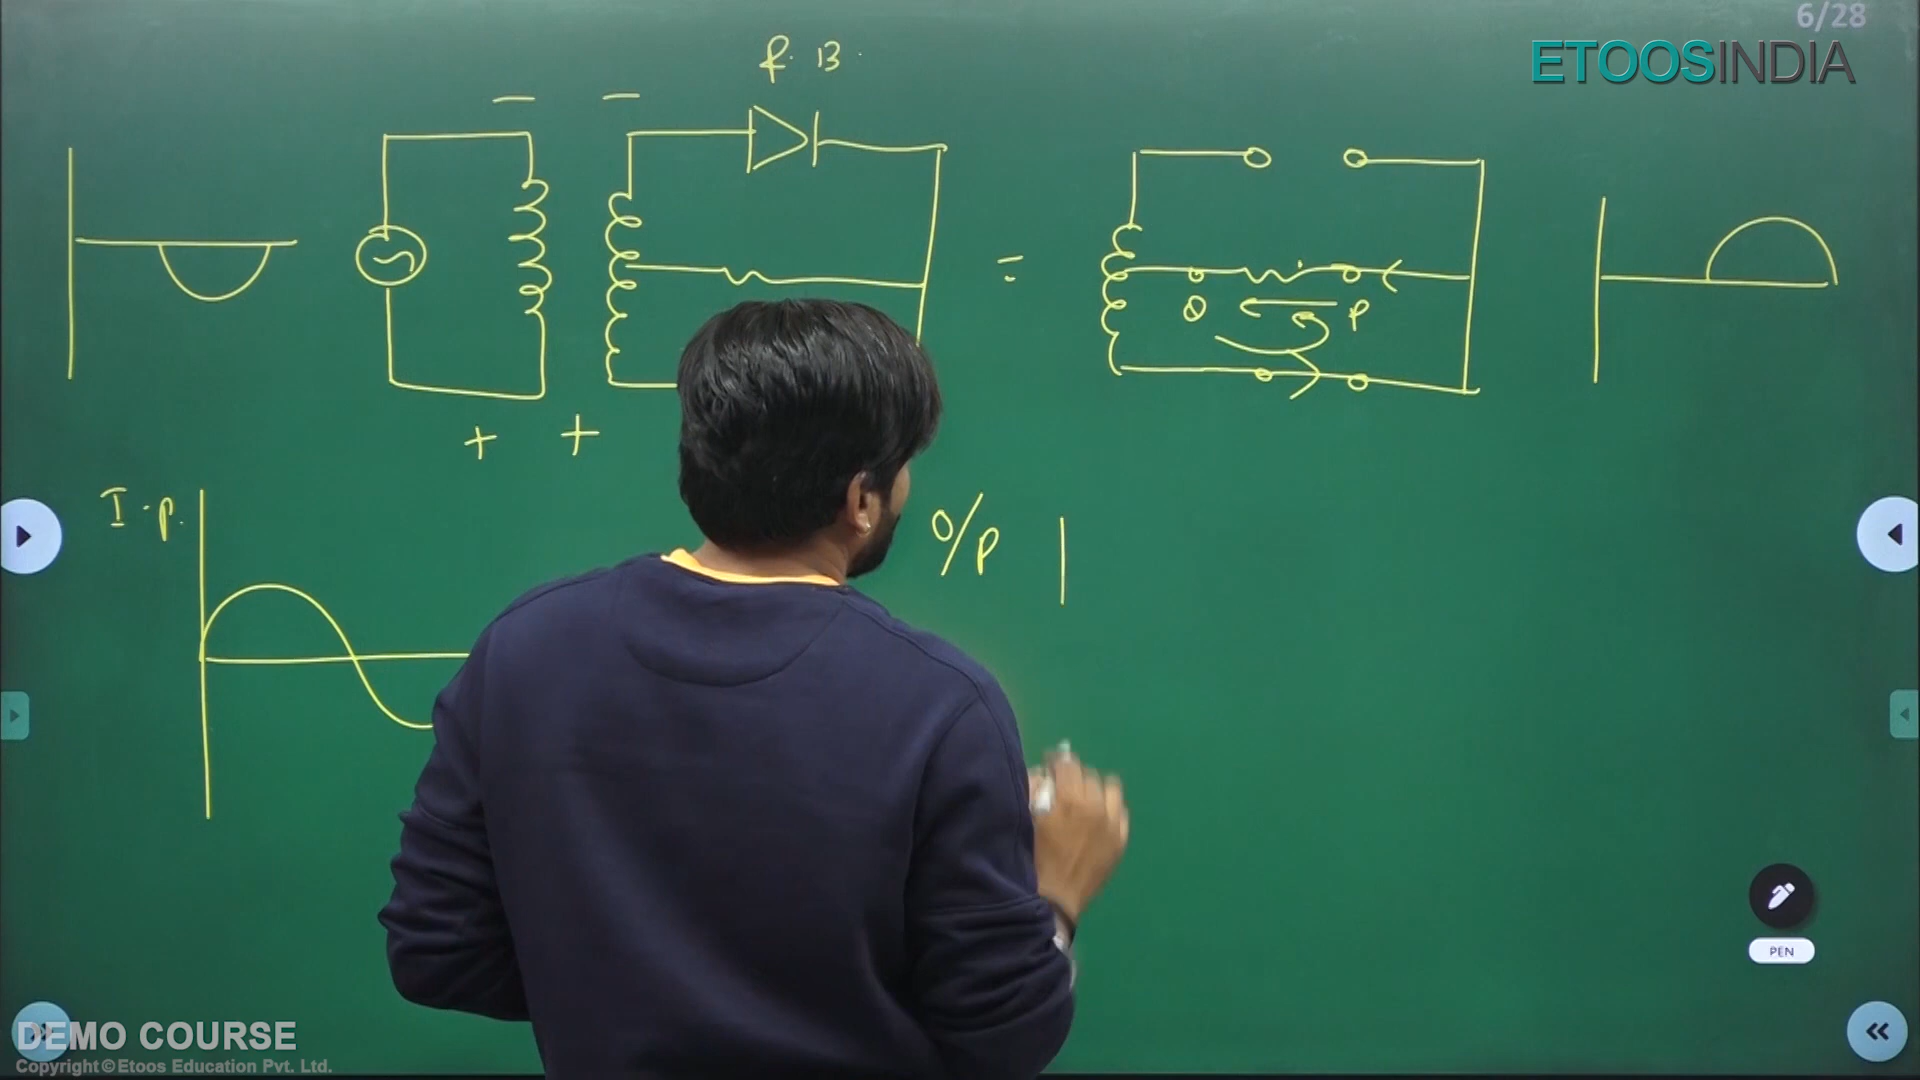 6/28
ETOOSINDIA
R. B.
− −
=
Q P
+ +
I.p.
O/P
PEN
DEMO COURSE
Copyright © Etoos Education Pvt. Ltd.